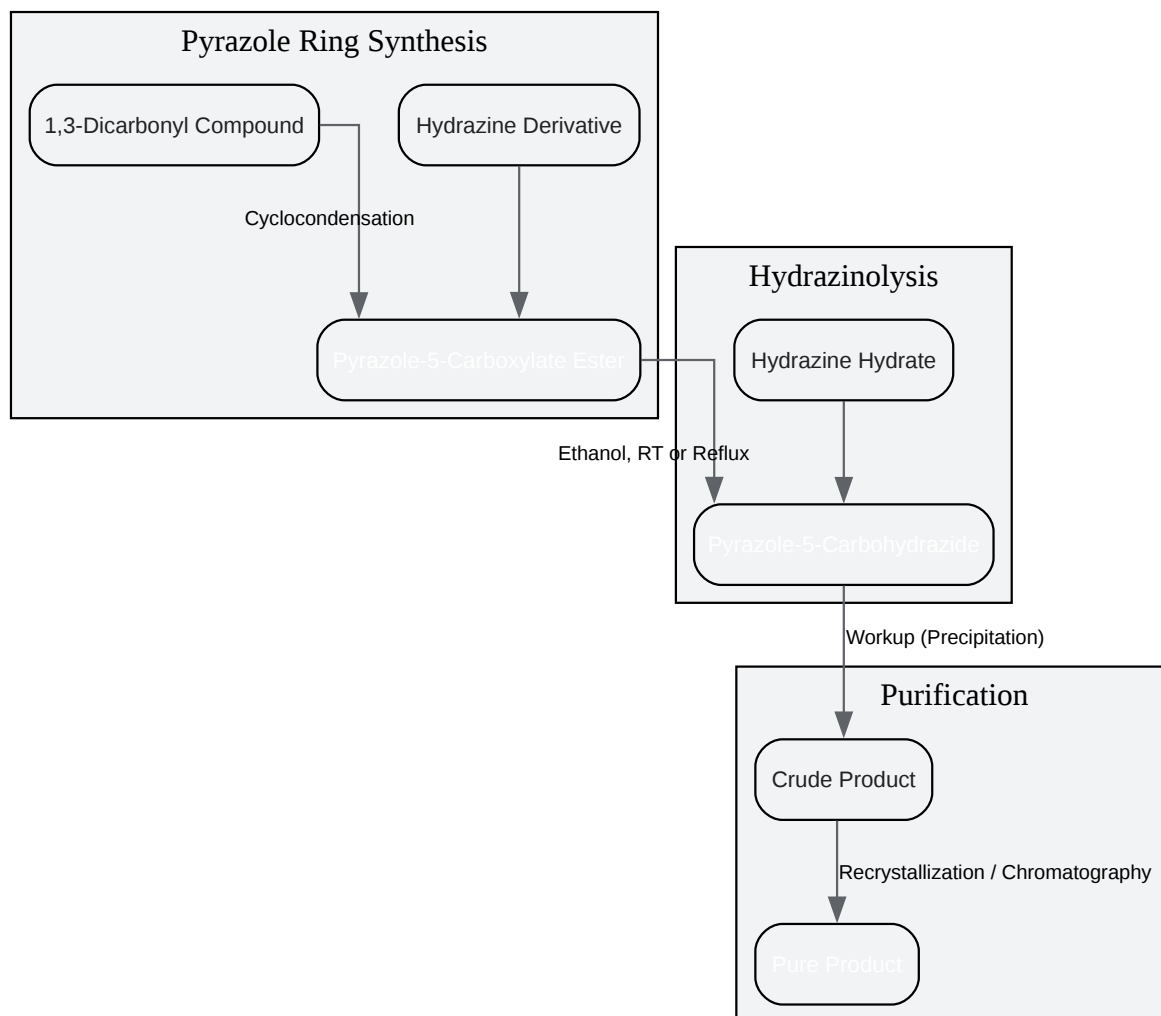 Pyrazole Ring Synthesis
1,3-Dicarbonyl Compound
Hydrazine Derivative
Cyclocondensation
Pyrazole-5-Carboxylate Ester
Hydrazinolysis
Hydrazine Hydrate
Ethanol, RT or Reflux
Pyrazole-5-Carbohydrazide
Workup (Precipitation)
Purification
Crude Product
Recrystallization / Chromatography
Pure Product